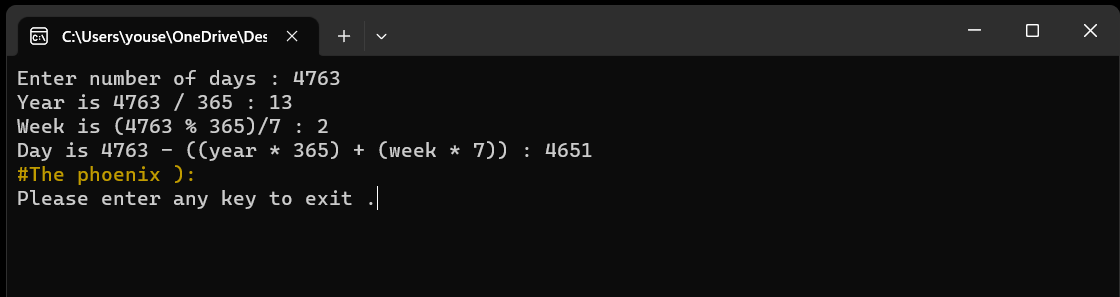 C:\Users\youse\OneDrive\Des
Enter number of days : 4763
Year is 4763 / 365 : 13
Week is (4763 % 365)/7 : 2
Day is 4763 - ((year * 365) + (week * 7)) : 4651
#The phoenix ):
Please enter any key to exit .